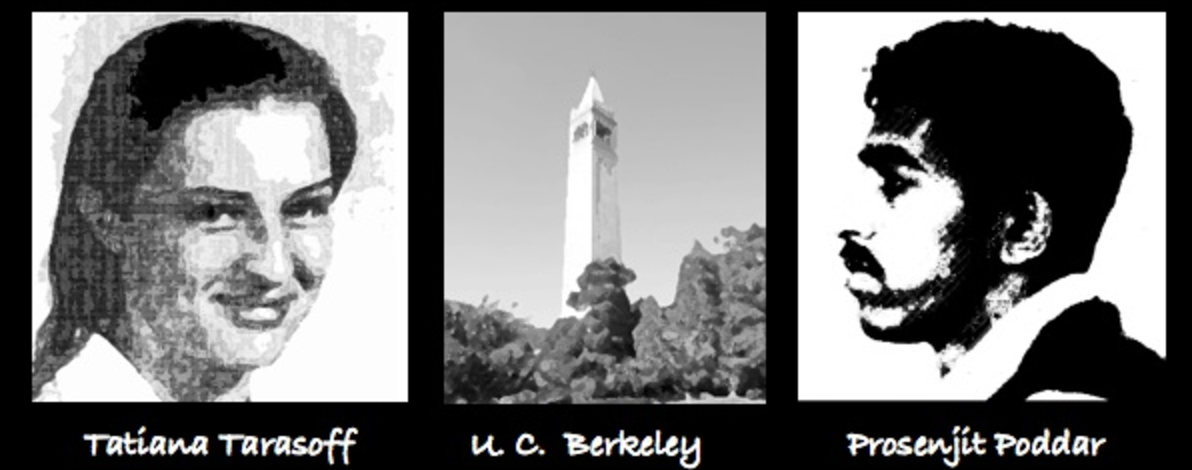 Tatiana Tarasoff
U. C. Berkeley
Prosenjit Poddar